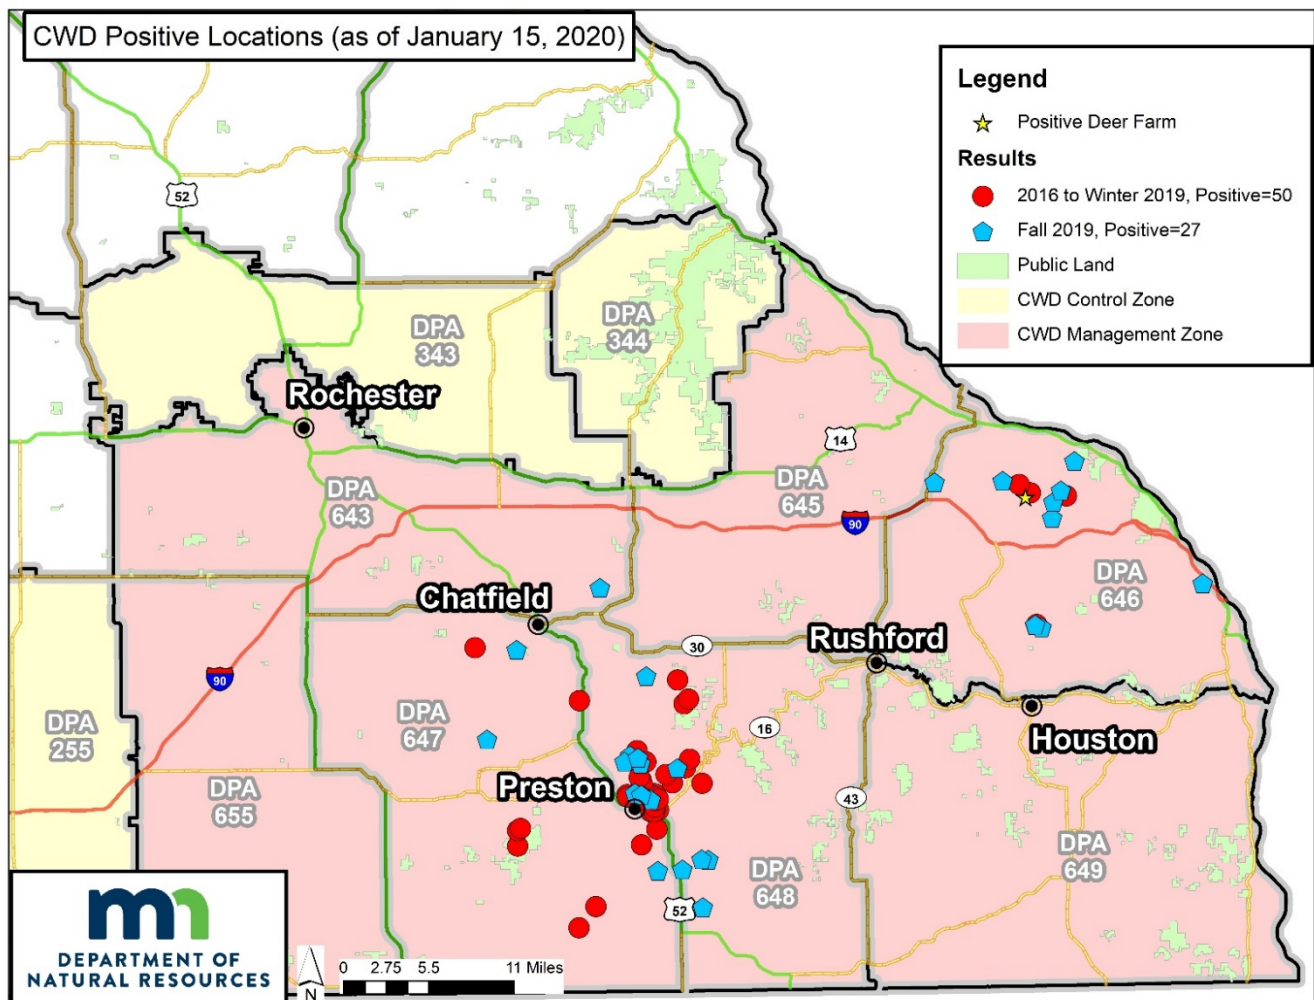 CWD Positive Locations (as of January 15, 2020)
Legend
Positive Deer Farm
Results
2016 to Winter 2019, Positive=50
Fall 2019, Positive=27
Public Land
CWD Control Zone
CWD Management Zone
52
DPA
343
DPA
344
Rochester
14
DPA
643
DPA
645
90
DPA
646
Chatfield
30
Rushford
90
DPA
255
DPA
647
16
Houston
Preston
DPA
655
43
DPA
648
DPA
649
52
DEPARTMENT OF
NATURAL RESOURCES
0 2.75 5.5 11 Miles
N